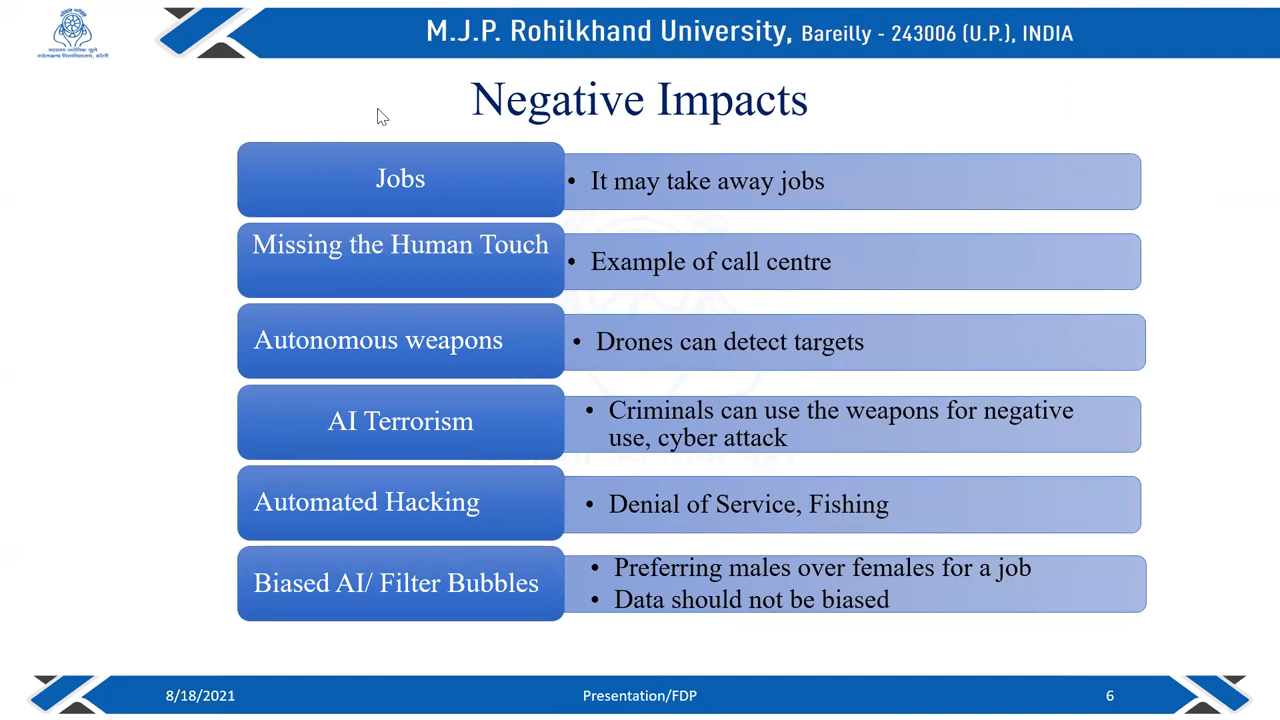 M.J.P. Rohilkhand University, Bareilly - 243006 (U.P.), INDIA
Negative Impacts
Jobs
• It may take away jobs
Missing the Human Touch
• Example of call centre
Autonomous weapons
• Drones can detect targets
AI Terrorism
• Criminals can use the weapons for negative
use, cyber attack
Automated Hacking
• Denial of Service, Fishing
Biased AI/ Filter Bubbles
• Preferring males over females for a job
• Data should not be biased
8/18/2021
Presentation/FDP
6